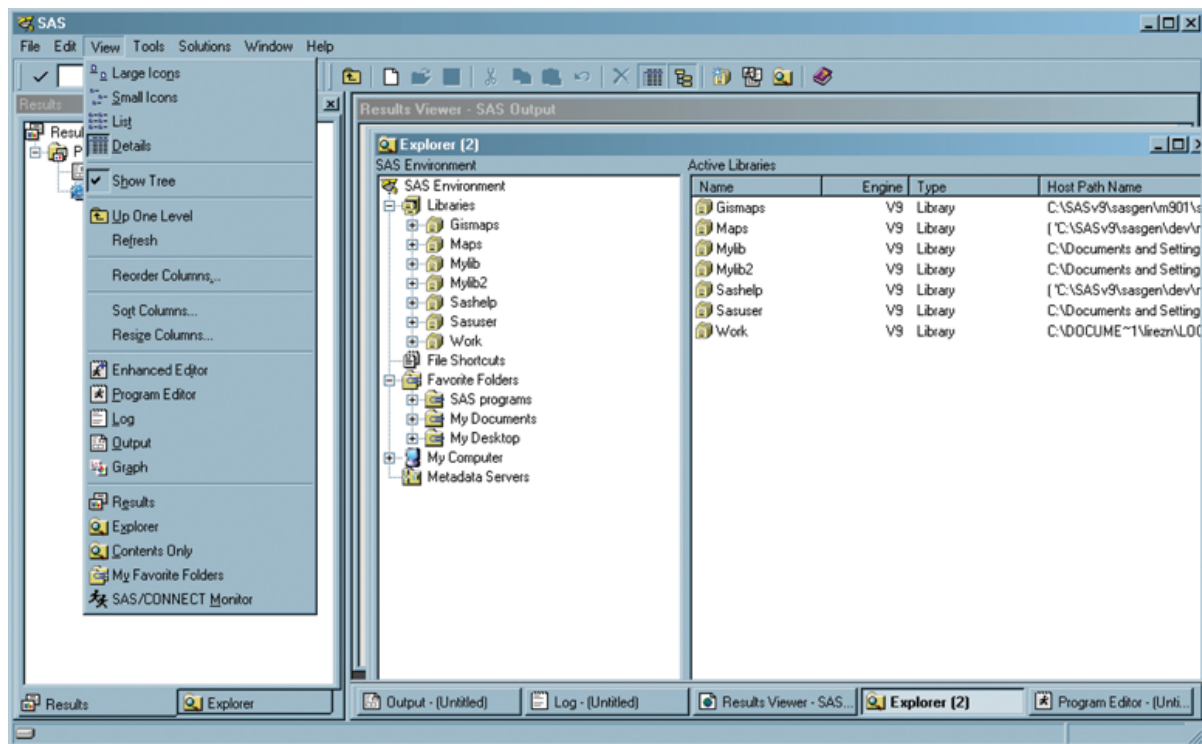 SAS
File Edit View Tools Solutions Window Help
Large Icons
Small Icons
List
Details
Show Tree
Up One Level
Refresh
Reorder Columns...
Sort Columns...
Resize Columns...
Enhanced Editor
Program Editor
Log
Output
Graph
Results
Explorer
Contents Only
My Favorite Folders
SAS/CONNECT Monitor
Results
Results Viewer - SAS Output
Explorer (2)
SAS Environment
SAS Environment
Libraries
Gismaps
Maps
Mylib
Mylib2
Sashelp
Sasuser
Work
File Shortcuts
Favorite Folders
SAS programs
My Documents
My Desktop
My Computer
Metadata Servers
Active Libraries
Name Engine Type Host Path Name
Gismaps V9 Library C:\SASv9\sasgen\m901\s
Maps V9 Library ( 'C:\SASv9\sasgen\dev\r
Mylib V9 Library C:\Documents and Setting
Mylib2 V9 Library C:\Documents and Setting
Sashelp V9 Library ( 'C:\SASv9\sasgen\dev\r
Sasuser V9 Library C:\Documents and Setting
Work V9 Library C:\DOCUME~1\lirezn\LOC
Results Explorer
Output - (Untitled) Log - (Untitled) Results Viewer - SAS... Explorer (2) Program Editor - (Unti...